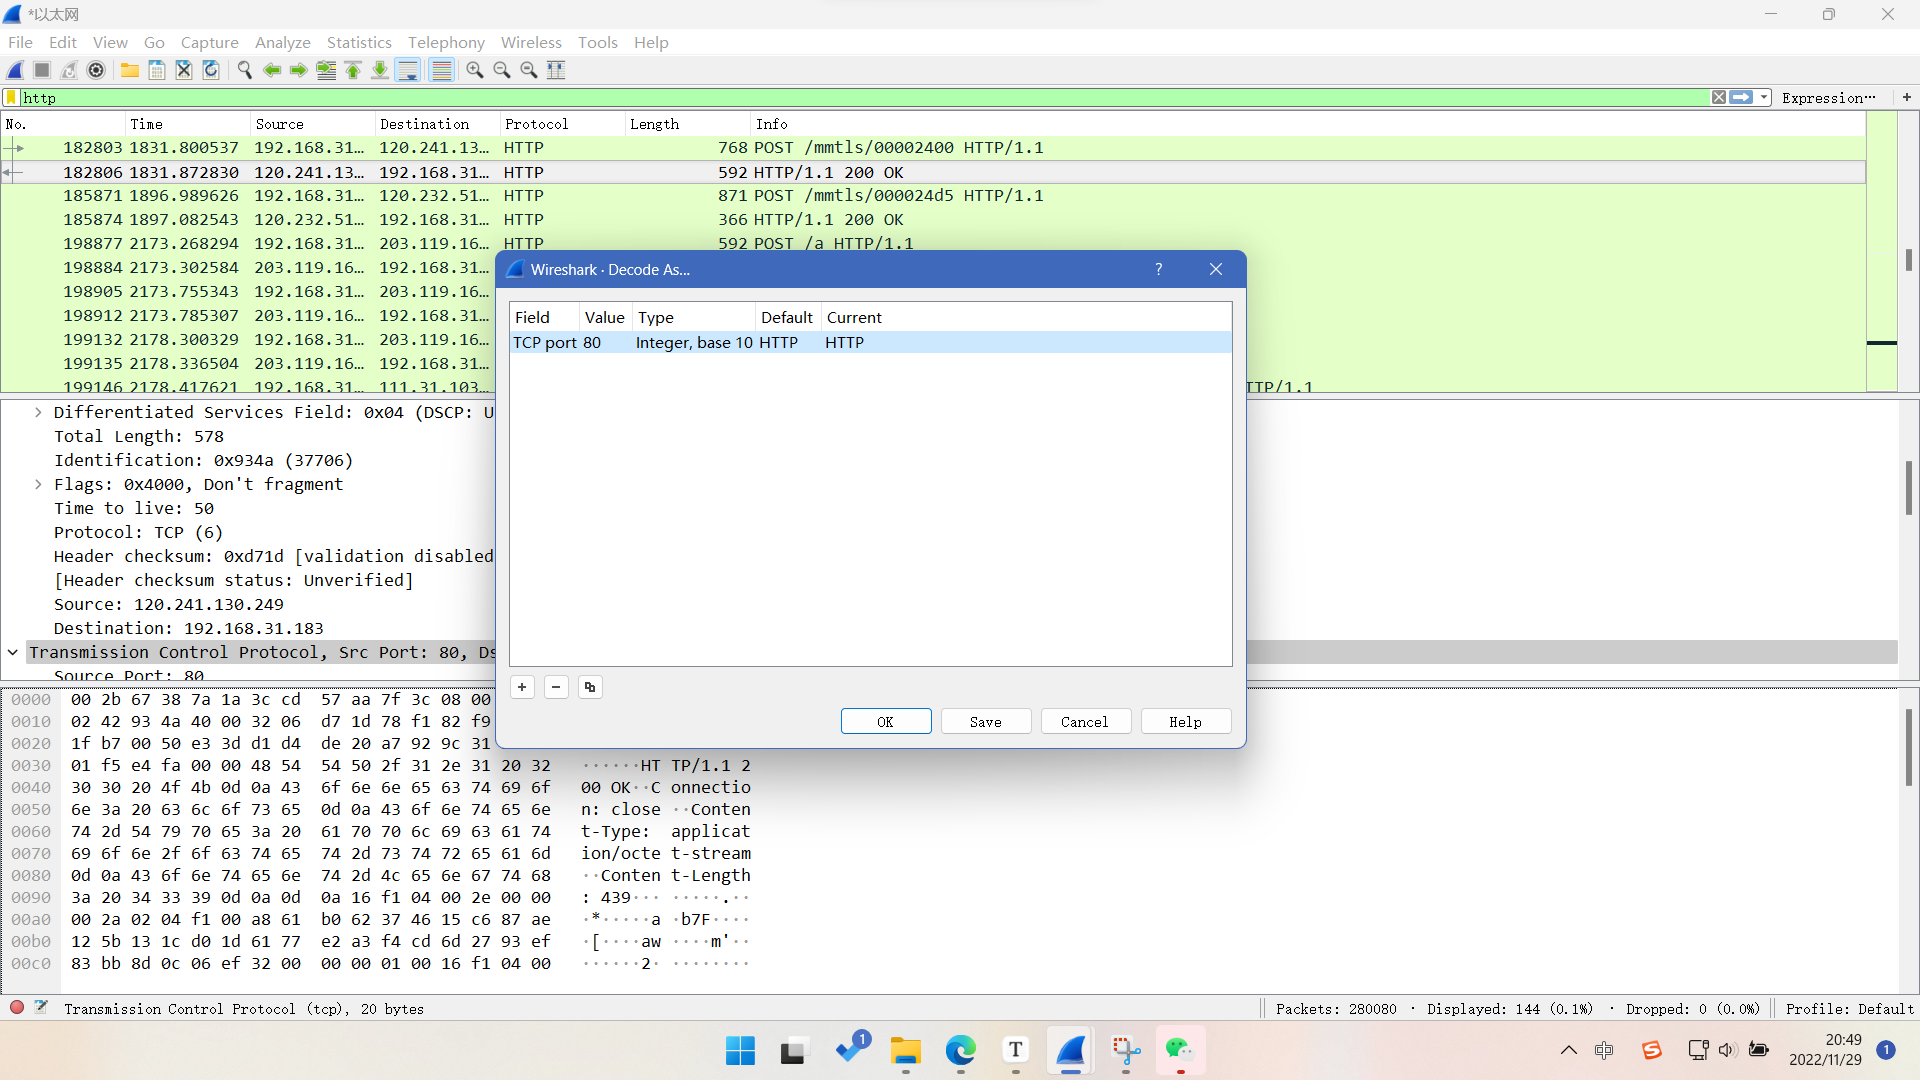 *以太网
File Edit View Go Capture Analyze Statistics Telephony Wireless Tools Help
http Expression… +
No. Time Source Destination Protocol Length Info
182803 1831.800537 192.168.31… 120.241.13… HTTP 768 POST /mmtls/00002400 HTTP/1.1
182806 1831.872830 120.241.13… 192.168.31… HTTP 592 HTTP/1.1 200 OK
185871 1896.989626 192.168.31… 120.232.51… HTTP 871 POST /mmtls/000024d5 HTTP/1.1
185874 1897.082543 120.232.51… 192.168.31… HTTP 366 HTTP/1.1 200 OK
198877 2173.268294 192.168.31… 203.119.16… HTTP 592 POST /a HTTP/1.1
198884 2173.302584 203.119.16… 192.168.31…
198905 2173.755343 192.168.31… 203.119.16…
198912 2173.785307 203.119.16… 192.168.31…
199132 2178.300329 192.168.31… 203.119.16…
199135 2178.336504 203.119.16… 192.168.31…
199146 2178.417621 192.168.31… 111.31.103… TTP/1.1
Wireshark · Decode As...
Field Value Type Default Current
TCP port 80 Integer, base 10 HTTP HTTP
OK Save Cancel Help
Differentiated Services Field: 0x04 (DSCP: U
Total Length: 578
Identification: 0x934a (37706)
Flags: 0x4000, Don't fragment
Time to live: 50
Protocol: TCP (6)
Header checksum: 0xd71d [validation disabled
[Header checksum status: Unverified]
Source: 120.241.130.249
Destination: 192.168.31.183
Transmission Control Protocol, Src Port: 80, Ds
Source Port: 80
0000 00 2b 67 38 7a 1a 3c cd 57 aa 7f 3c 08 00
0010 02 42 93 4a 40 00 32 06 d7 1d 78 f1 82 f9
0020 1f b7 00 50 e3 3d d1 d4 de 20 a7 92 9c 31
0030 01 f5 e4 fa 00 00 48 54 54 50 2f 31 2e 31 20 32 ······HT TP/1.1 2
0040 30 30 20 4f 4b 0d 0a 43 6f 6e 6e 65 63 74 69 6f 00 OK··C onnectio
0050 6e 3a 20 63 6c 6f 73 65 0d 0a 43 6f 6e 74 65 6e n: close ··Conten
0060 74 2d 54 79 70 65 3a 20 61 70 70 6c 69 63 61 74 t-Type: applicat
0070 69 6f 6e 2f 6f 63 74 65 74 2d 73 74 72 65 61 6d ion/octe t-stream
0080 0d 0a 43 6f 6e 74 65 6e 74 2d 4c 65 6e 67 74 68 ··Conten t-Length
0090 3a 20 34 33 39 0d 0a 0d 0a 16 f1 04 00 2e 00 00 : 439··· ·····.··
00a0 00 2a 02 04 f1 00 a8 61 b0 62 37 46 15 c6 87 ae ·*·····a ·b7F····
00b0 12 5b 13 1c d0 1d 61 77 e2 a3 f4 cd 6d 27 93 ef ·[····aw ····m'··
00c0 83 bb 8d 0c 06 ef 32 00 00 00 01 00 16 f1 04 00 ······2· ········
Transmission Control Protocol (tcp), 20 bytes Packets: 280080 · Displayed: 144 (0.1%) · Dropped: 0 (0.0%) Profile: Default
1 T 中 S 20:49 1
2022/11/29